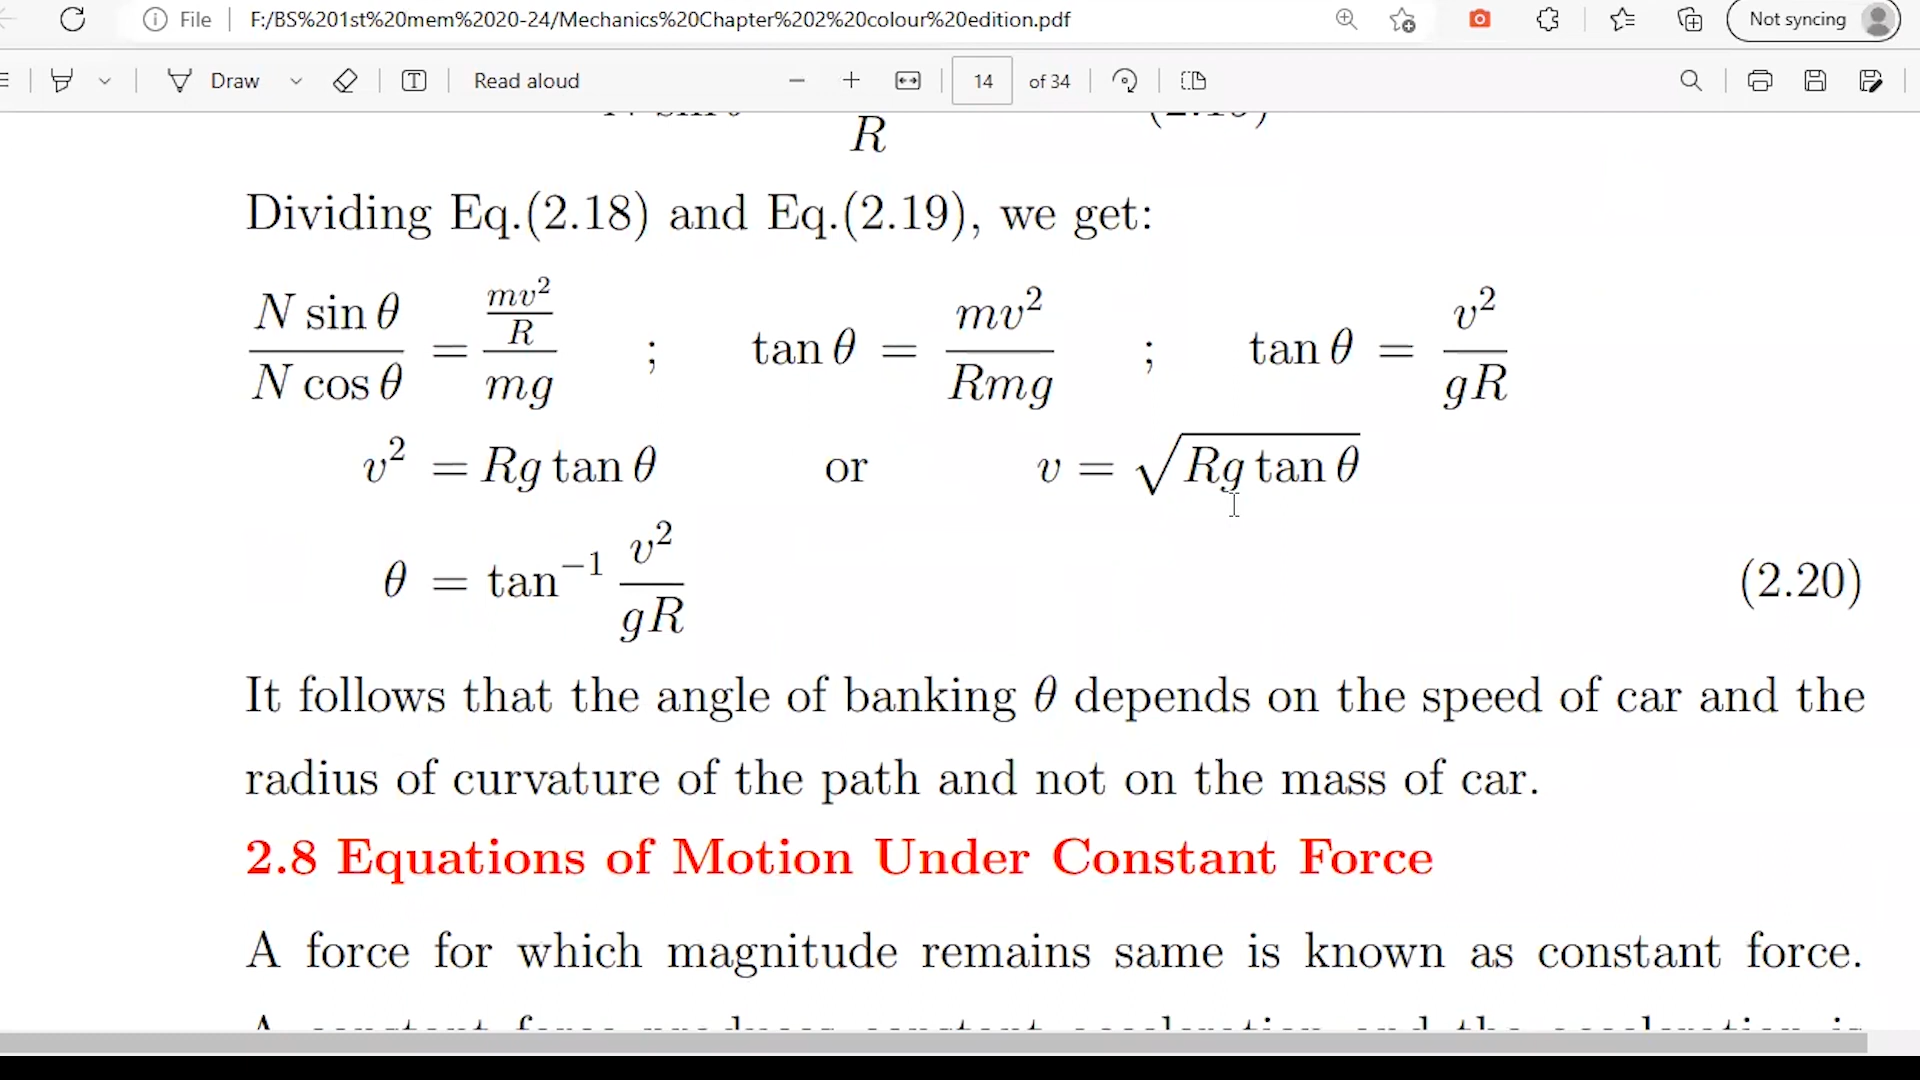 File F:/BS%201st%20mem%2020-24/Mechanics%20Chapter%202%20colour%20edition.pdf Not syncing
Draw Read aloud 14 of 34
R
Dividing Eq.(2.18) and Eq.(2.19), we get:
N sin θ / N cos θ = (mv²/R) / mg ; tan θ = mv² / Rmg ; tan θ = v² / gR
v² = Rg tan θ or v = √(Rg tan θ)
θ = tan⁻¹ v² / gR (2.20)
It follows that the angle of banking θ depends on the speed of car and the
radius of curvature of the path and not on the mass of car.
2.8 Equations of Motion Under Constant Force
A force for which magnitude remains same is known as constant force.